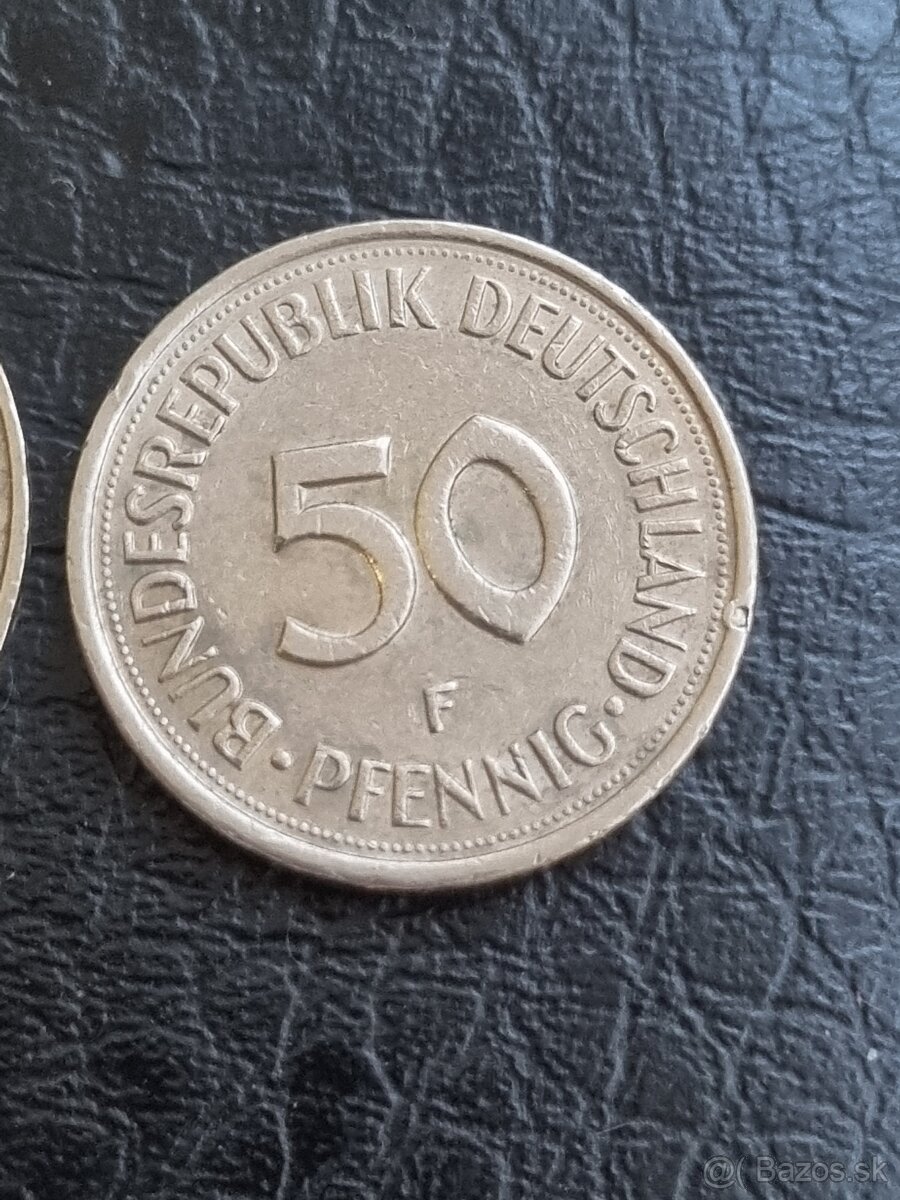 BUNDESREPUBLIK DEUTSCHLAND
50
F
· PFENNIG ·
@( Bazos.sk